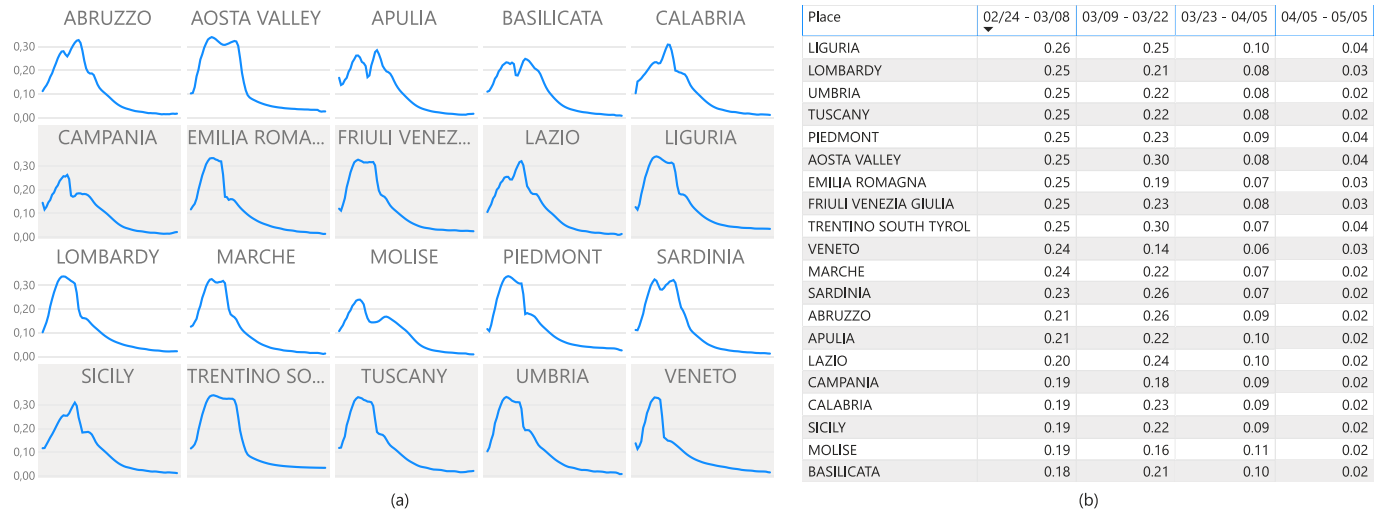 ABRUZZO AOSTA VALLEY APULIA BASILICATA CALABRIA
0,30
0,20
0,10
0,00
CAMPANIA EMILIA ROMA... FRIULI VENEZ... LAZIO LIGURIA
0,30
0,20
0,10
0,00
LOMBARDY MARCHE MOLISE PIEDMONT SARDINIA
0,30
0,20
0,10
0,00
SICILY TRENTINO SO... TUSCANY UMBRIA VENETO
0,30
0,20
0,10
0,00
(a)
Place 02/24 - 03/08 03/09 - 03/22 03/23 - 04/05 04/05 - 05/05
LIGURIA 0.26 0.25 0.10 0.04
LOMBARDY 0.25 0.21 0.08 0.03
UMBRIA 0.25 0.22 0.08 0.02
TUSCANY 0.25 0.22 0.08 0.02
PIEDMONT 0.25 0.23 0.09 0.04
AOSTA VALLEY 0.25 0.30 0.08 0.04
EMILIA ROMAGNA 0.25 0.19 0.07 0.03
FRIULI VENEZIA GIULIA 0.25 0.23 0.08 0.03
TRENTINO SOUTH TYROL 0.25 0.30 0.07 0.04
VENETO 0.24 0.14 0.06 0.03
MARCHE 0.24 0.22 0.07 0.02
SARDINIA 0.23 0.26 0.07 0.02
ABRUZZO 0.21 0.26 0.09 0.02
APULIA 0.21 0.22 0.10 0.02
LAZIO 0.20 0.24 0.10 0.02
CAMPANIA 0.19 0.18 0.09 0.02
CALABRIA 0.19 0.23 0.09 0.02
SICILY 0.19 0.22 0.09 0.02
MOLISE 0.19 0.16 0.11 0.02
BASILICATA 0.18 0.21 0.10 0.02
(b)